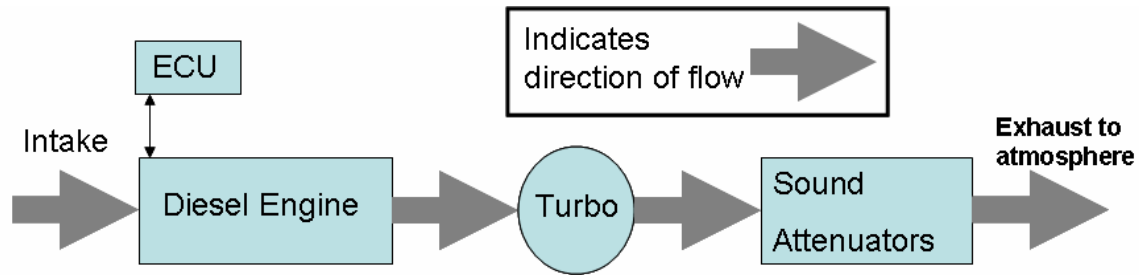 ECU
Indicates
direction of flow
Intake
Exhaust to
atmosphere
Diesel Engine
Turbo
Sound
Attenuators